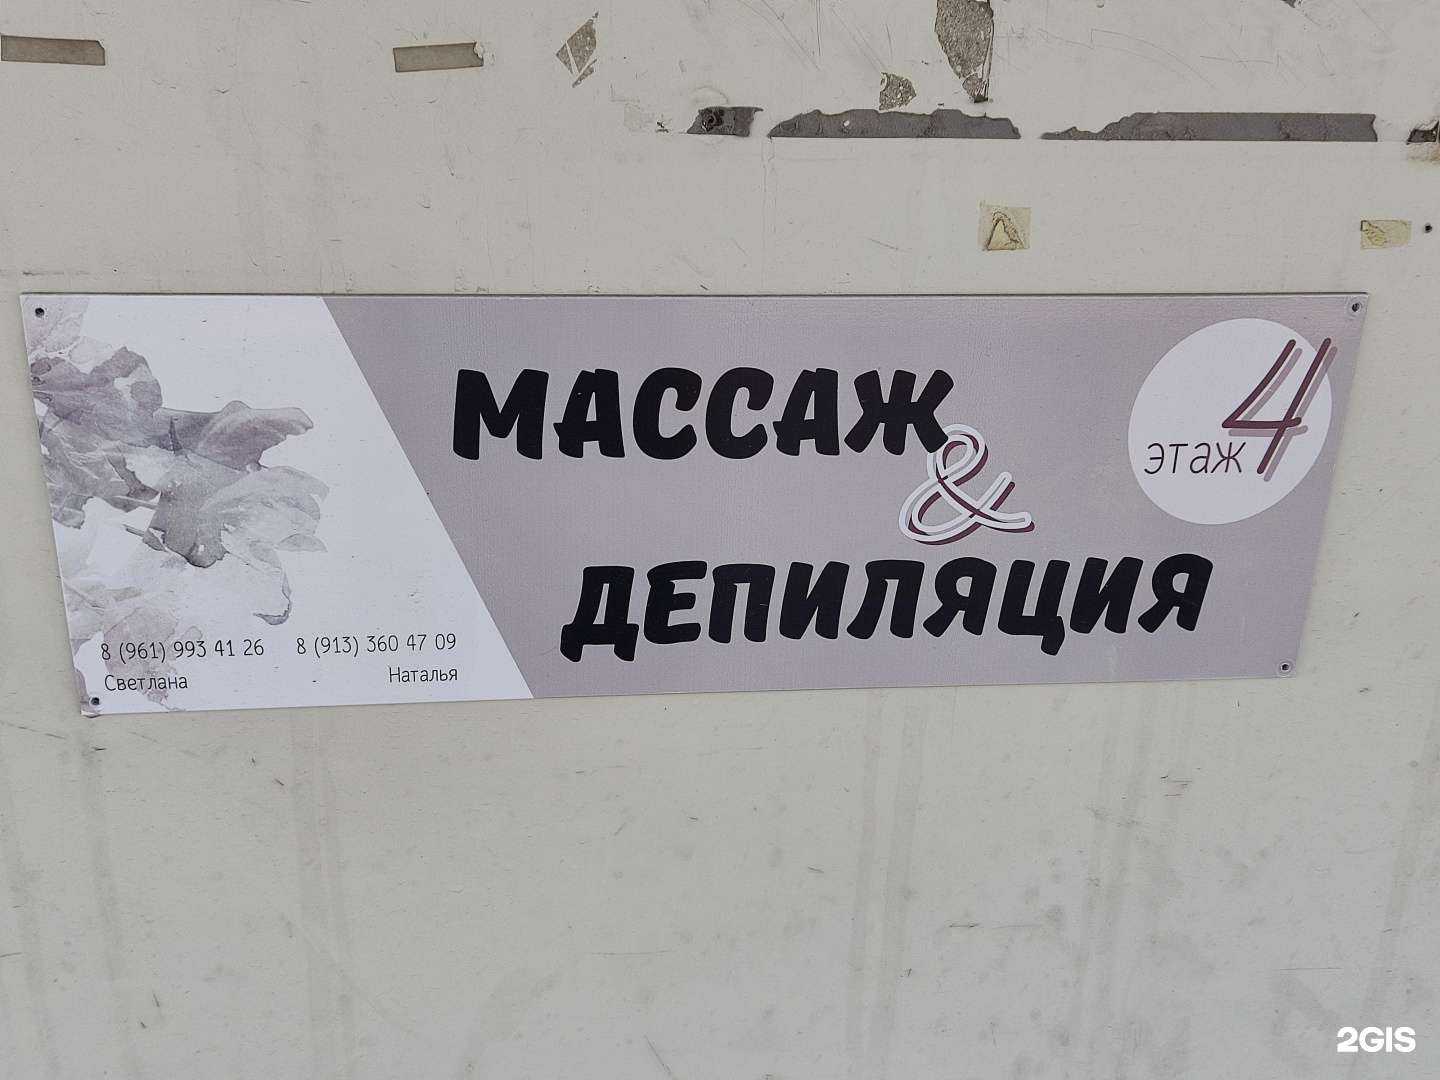 МАССАЖ
&
ДЕПИЛЯЦИЯ
4
этаж
8 (961) 993 41 26
Светлана
8 (913) 360 47 09
Наталья
2GIS